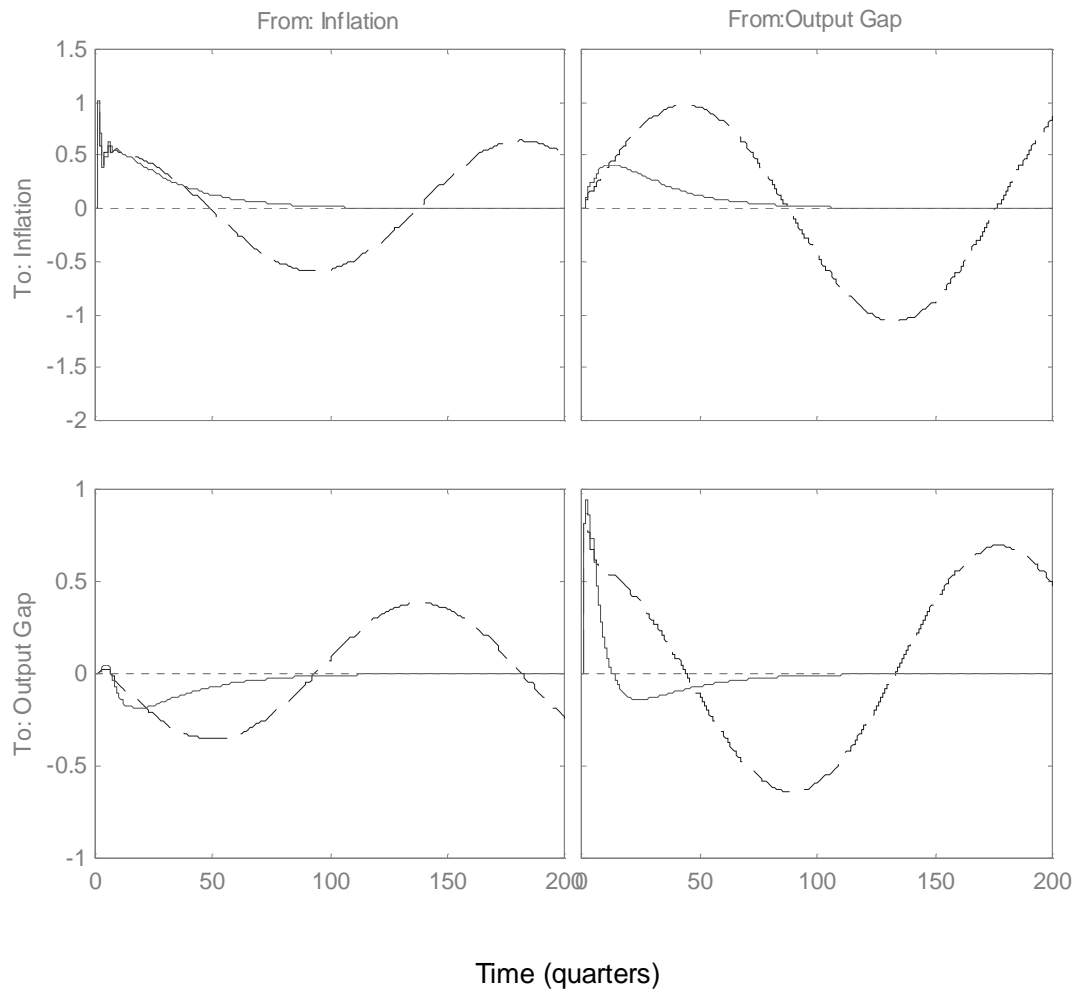 From: Inflation
From:Output Gap
To: Inflation
1.5
1
0.5
0
-0.5
-1
-1.5
-2
To: Output Gap
1
0.5
0
-0.5
-1
0 50 100 150 200
0 50 100 150 200
Time (quarters)